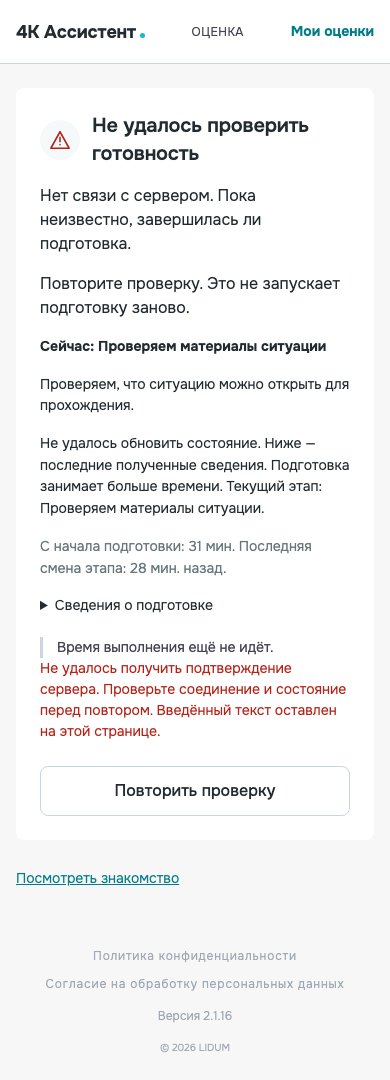 4K Ассистент
ОЦЕНКА
Мои оценки
Не удалось проверить
готовность
Нет связи с сервером. Пока
неизвестно, завершилась ли
подготовка.
Повторите проверку. Это не запускает
подготовку заново.
Сейчас: Проверяем материалы ситуации
Проверяем, что ситуацию можно открыть для
прохождения.
Не удалось обновить состояние. Ниже —
последние полученные сведения. Подготовка
занимает больше времени. Текущий этап:
Проверяем материалы ситуации.
С начала подготовки: 31 мин. Последняя
смена этапа: 28 мин. назад.
Сведения о подготовке
Время выполнения ещё не идёт.
Не удалось получить подтверждение
сервера. Проверьте соединение и состояние
перед повтором. Введённый текст оставлен
на этой странице.
Повторить проверку
Посмотреть знакомство
Политика конфиденциальности
Согласие на обработку персональных данных
Версия 2.1.16
© 2026 LIDUM